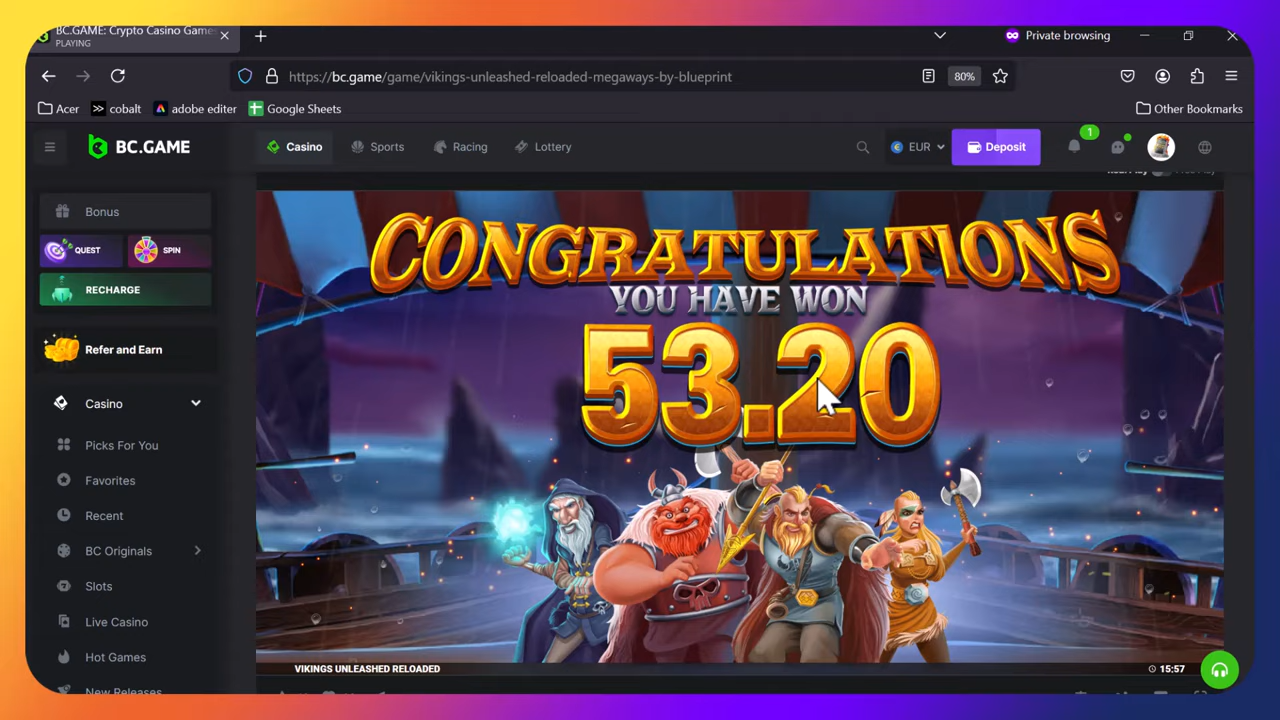 BC.GAME: Crypto Casino Games
PLAYING
Private browsing
https://bc.game/game/vikings-unleashed-reloaded-megaways-by-blueprint
80%
Acer
cobalt
adobe editer
Google Sheets
Other Bookmarks
BC.GAME
Casino
Sports
Racing
Lottery
EUR
Deposit
1
Bonus
QUEST
SPIN
RECHARGE
Refer and Earn
Casino
Picks For You
Favorites
Recent
BC Originals
Slots
Live Casino
Hot Games
New Releases
CONGRATULATIONS
YOU HAVE WON
53.20
VIKINGS UNLEASHED RELOADED
15:57